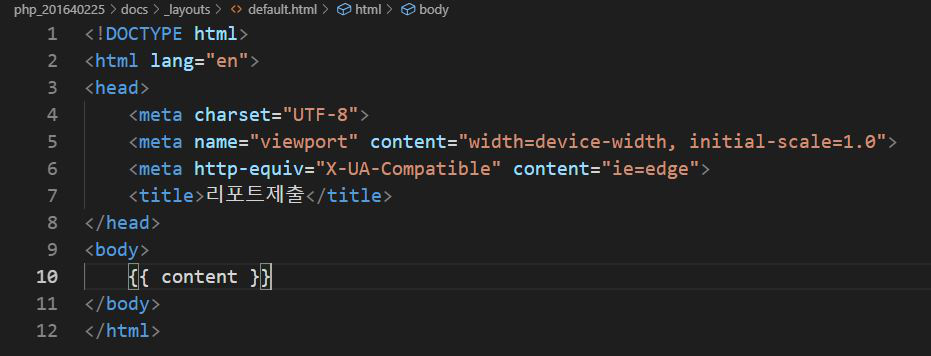 php_201640225 > docs > _layouts > <> default.html > html > body
1 <!DOCTYPE html>
2 <html lang="en">
3 <head>
4     <meta charset="UTF-8">
5     <meta name="viewport" content="width=device-width, initial-scale=1.0">
6     <meta http-equiv="X-UA-Compatible" content="ie=edge">
7     <title>리포트제출</title>
8 </head>
9 <body>
10     {{ content }}
11 </body>
12 </html>